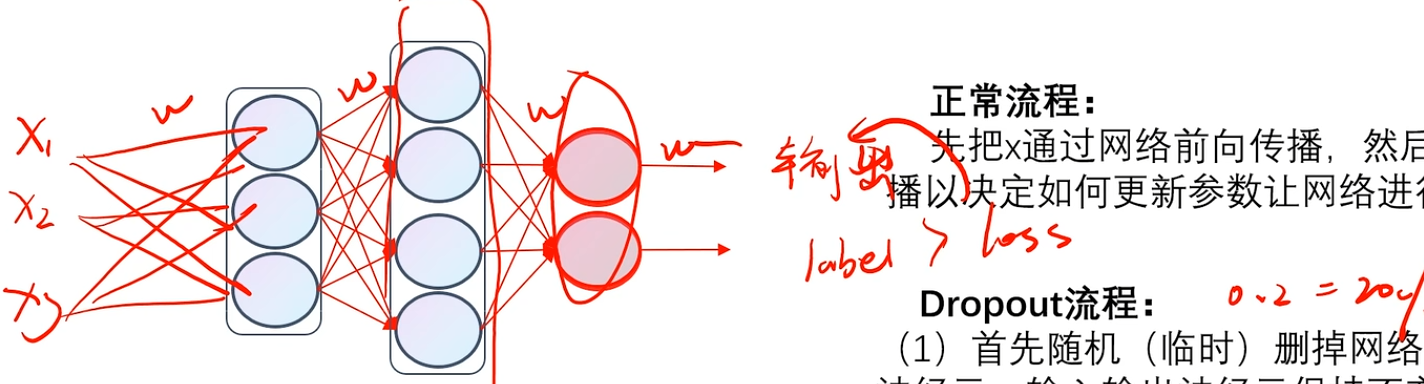 X1
X2
X3
w
w
w
w
输出
label > loss
正常流程：
先把x通过网络前向传播，然后
播以决定如何更新参数让网络进行
Dropout流程：
0.2 = 20%
（1）首先随机（临时）删掉网络